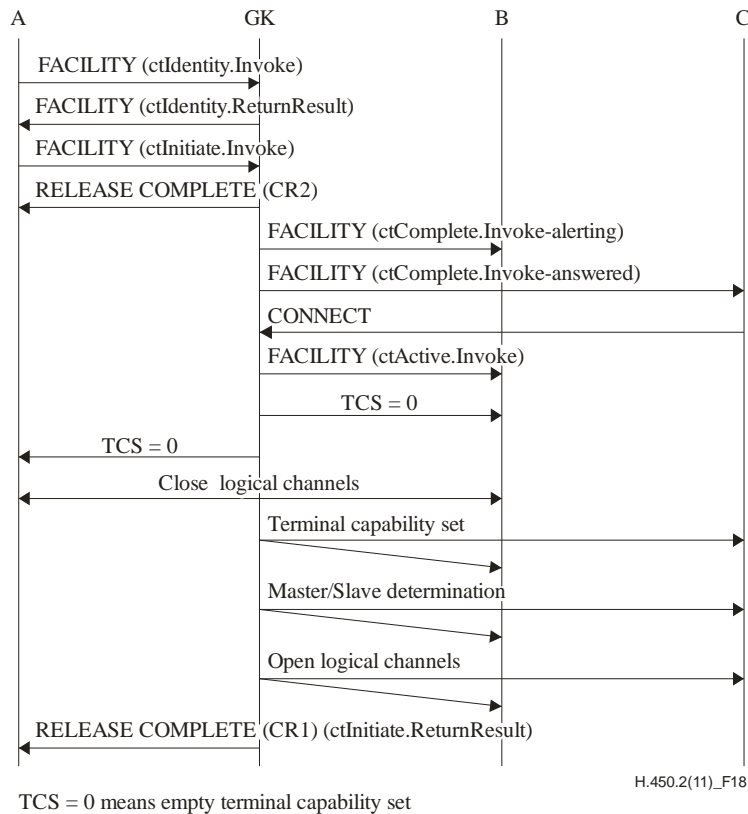 A GK B C
FACILITY (ctIdentity.Invoke)
FACILITY (ctIdentity.ReturnResult)
FACILITY (ctInitiate.Invoke)
RELEASE COMPLETE (CR2)
FACILITY (ctComplete.Invoke-alerting)
FACILITY (ctComplete.Invoke-answered)
CONNECT
FACILITY (ctActive.Invoke)
TCS = 0
TCS = 0
Close logical channels
Terminal capability set
Master/Slave determination
Open logical channels
RELEASE COMPLETE (CR1) (ctInitiate.ReturnResult)
H.450.2(11)_F18
TCS = 0 means empty terminal capability set